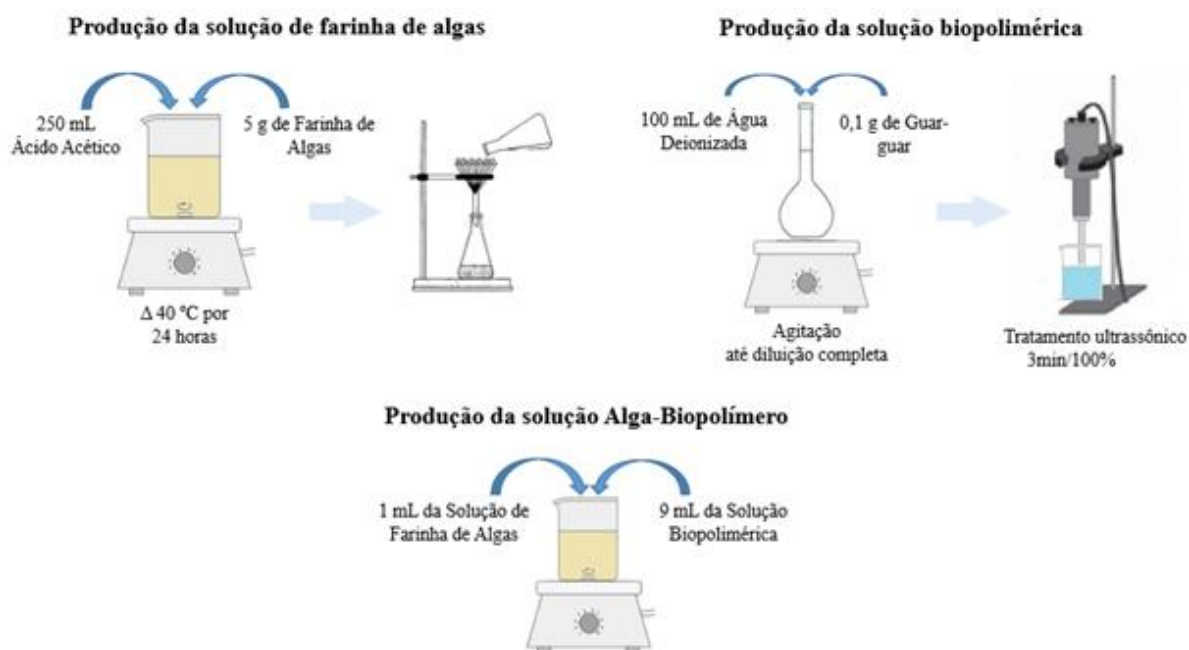 Produção da solução de farinha de algas
250 mL
Ácido Acético
5 g de Farinha de
Algas
Δ 40 ºC por
24 horas
Produção da solução biopolimérica
100 mL de Água
Deionizada
0,1 g de Guar-
guar
Agitação
até diluição completa
Tratamento ultrassônico
3min/100%
Produção da solução Alga-Biopolímero
1 mL da Solução de
Farinha de Algas
9 mL da Solução
Biopolimérica